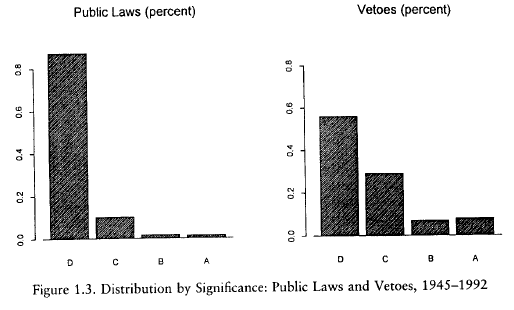 Public Laws (percent)
Vetoes (percent)
0.8
0.6
0.4
0.2
0.0
D C B A
0.8
0.6
0.4
0.2
0.0
D C B A
Figure 1.3. Distribution by Significance: Public Laws and Vetoes, 1945–1992